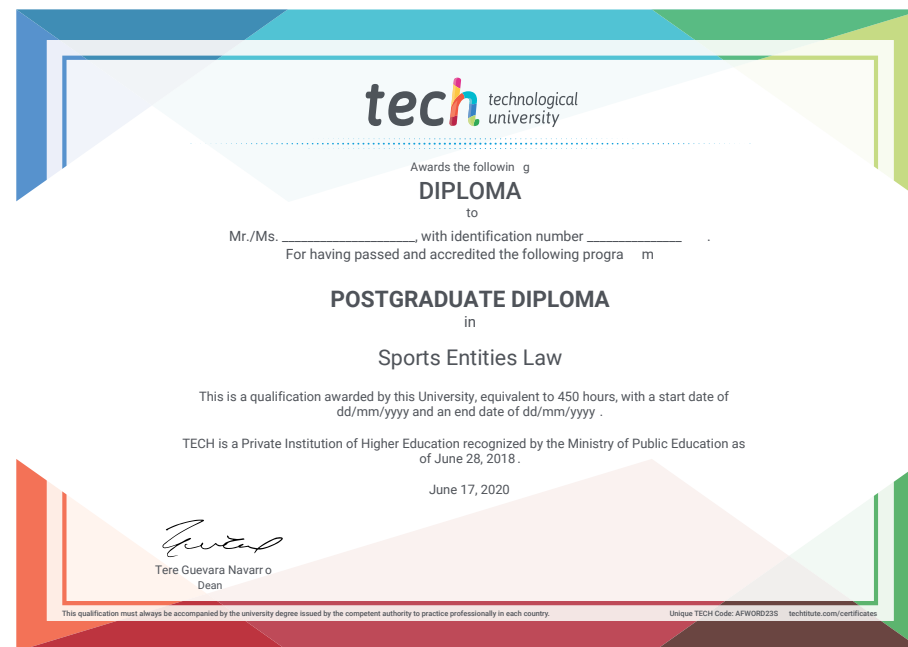 tech technological
university
Awards the followin g
DIPLOMA
to
Mr./Ms. _____________________, with identification number _______________ .
For having passed and accredited the following progra m
POSTGRADUATE DIPLOMA
in
Sports Entities Law
This is a qualification awarded by this University, equivalent to 450 hours, with a start date of
dd/mm/yyyy and an end date of dd/mm/yyyy .
TECH is a Private Institution of Higher Education recognized by the Ministry of Public Education as
of June 28, 2018 .
June 17, 2020
Tere Guevara Navarr o
Dean
This qualification must always be accompanied by the university degree issued by the competent authority to practice professionally in each country. Unique TECH Code: AFWORD23S techtitute.com/certificates